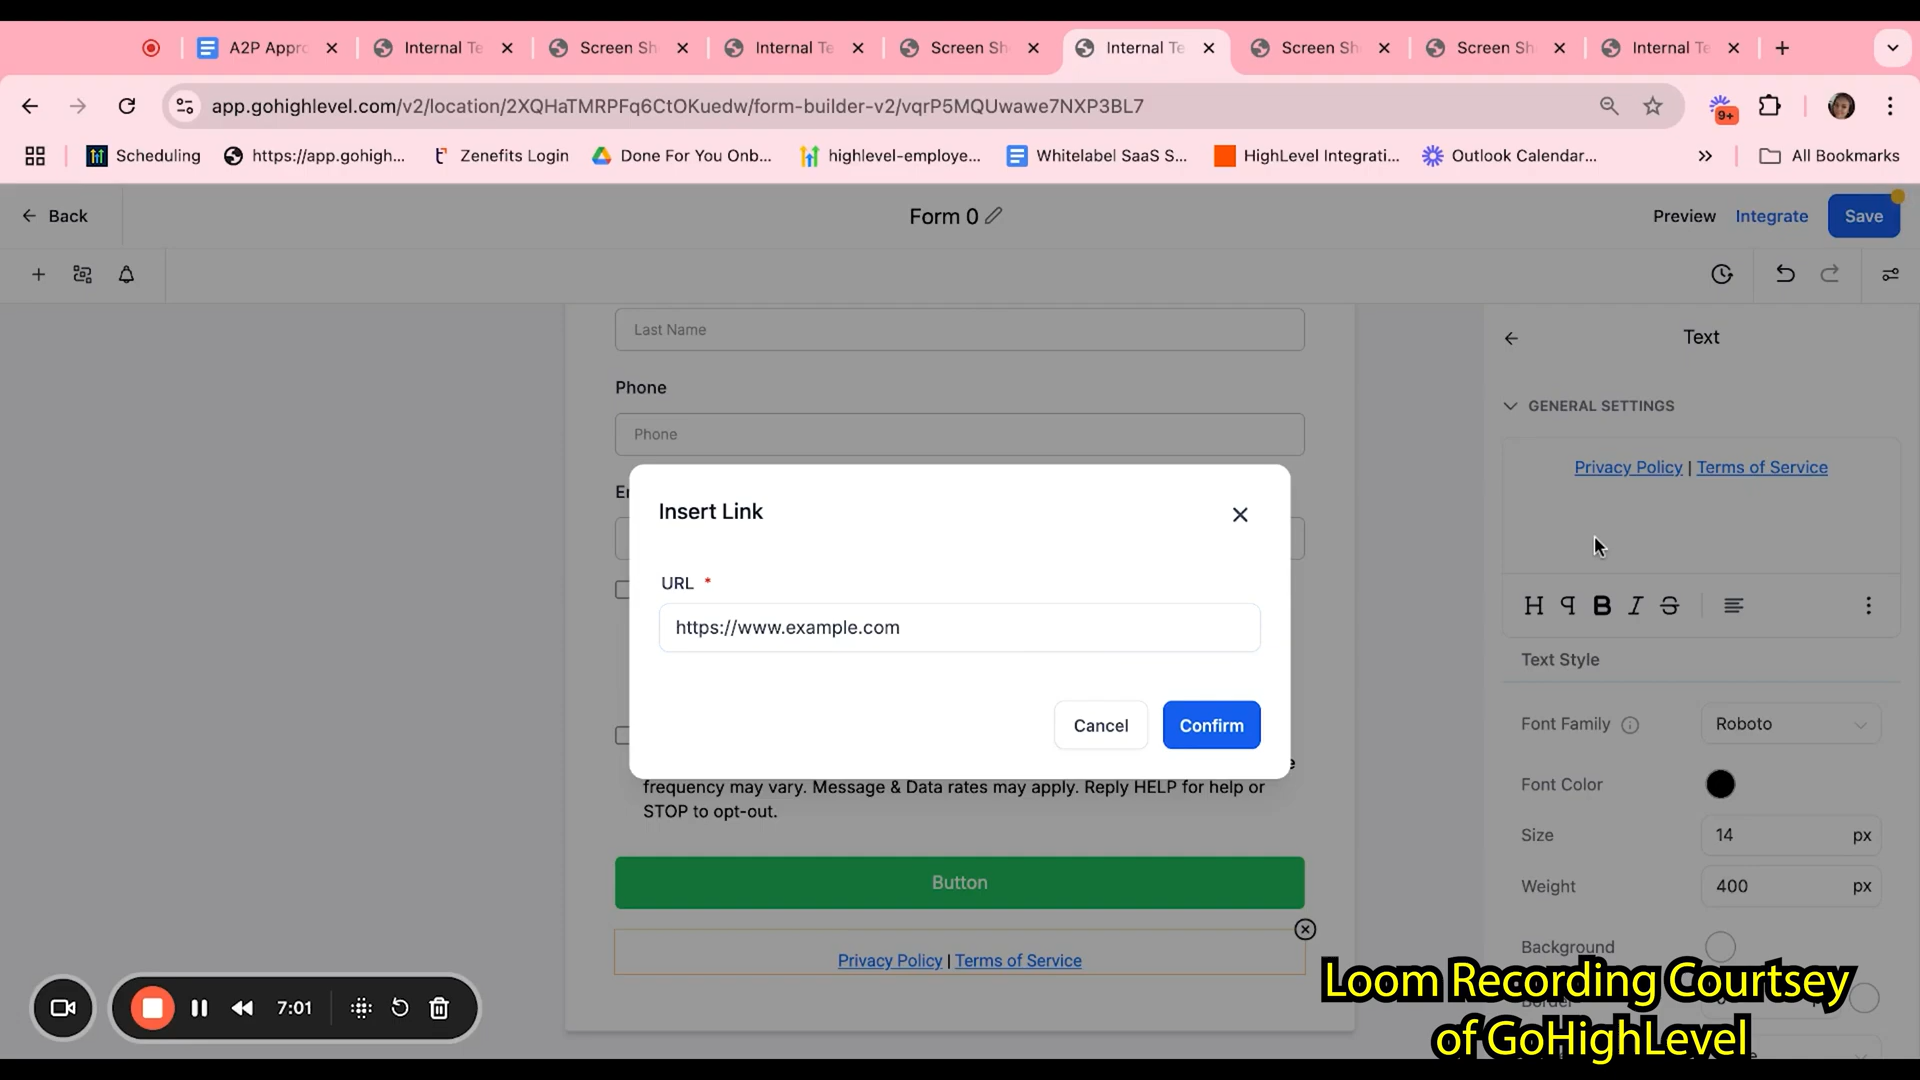 A2P Appro
Internal Te
Screen Sh
Internal Te
Screen Sh
Internal Te
Screen Sh
Screen Sh
Internal Te
app.gohighlevel.com/v2/location/2XQHaTMRPFq6CtOKuedw/form-builder-v2/vqrP5MQUwawe7NXP3BL7
9+
Scheduling
https://app.gohigh...
Zenefits Login
Done For You Onb...
highlevel-employe...
Whitelabel SaaS S...
HighLevel Integrati...
Outlook Calendar...
All Bookmarks
Back
Form 0
Preview
Integrate
Save
Last Name
Phone
Phone
Insert Link
URL *
https://www.example.com
Cancel
Confirm
frequency may vary. Message & Data rates may apply. Reply HELP for help or
STOP to opt-out.
Button
Privacy Policy | Terms of Service
Text
GENERAL SETTINGS
Privacy Policy | Terms of Service
Text Style
Font Family
Roboto
Font Color
Size
14 px
Weight
400 px
Background
7:01
Loom Recording Courtsey
of GoHighLevel